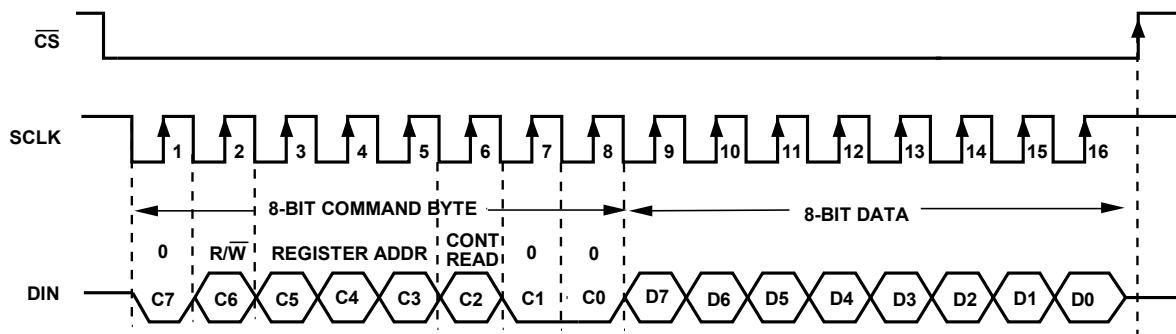 CS
SCLK
1 2 3 4 5 6 7 8 9 10 11 12 13 14 15 16
8-BIT COMMAND BYTE
8-BIT DATA
0 R/W REGISTER ADDR CONT READ 0 0
DIN
C7 C6 C5 C4 C3 C2 C1 C0 D7 D6 D5 D4 D3 D2 D1 D0